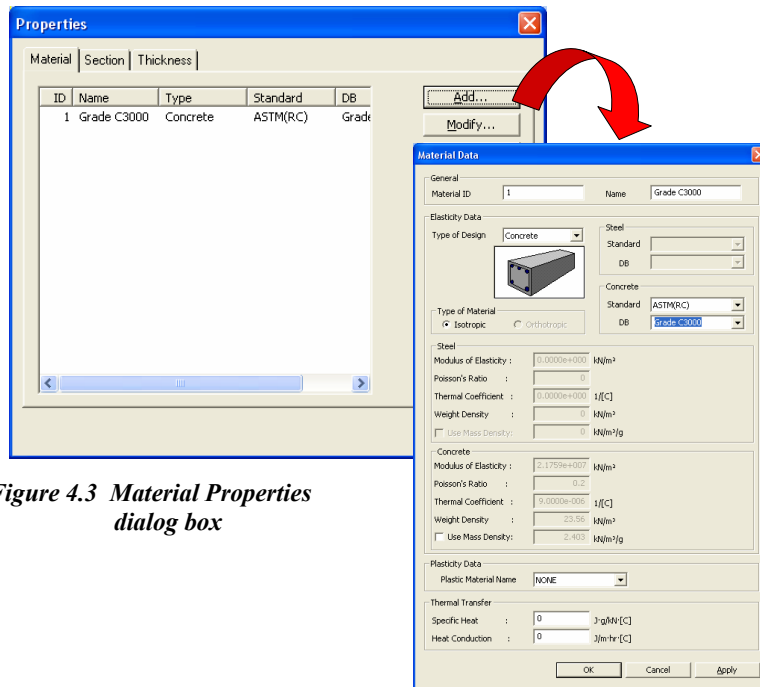 Properties
Material Section Thickness
ID Name Type Standard DB
1 Grade C3000 Concrete ASTM(RC) Grade
Add...
Modify...
Material Data
General
Material ID 1 Name Grade C3000
Elasticity Data
Type of Design Concrete
Steel
Standard
DB
Concrete
Standard ASTM(RC)
DB Grade C3000
Type of Material
Isotropic Orthotropic
Steel
Modulus of Elasticity : 0.0000e+000 kN/m²
Poisson's Ratio : 0
Thermal Coefficient : 0.0000e+000 1/[C]
Weight Density : 0 kN/m³
Use Mass Density: 0 kN/m³/g
Concrete
Modulus of Elasticity : 2.1759e+007 kN/m²
Poisson's Ratio : 0.2
Thermal Coefficient : 9.0000e-006 1/[C]
Weight Density : 23.56 kN/m³
Use Mass Density: 2.403 kN/m³/g
Plasticity Data
Plastic Material Name NONE
Thermal Transfer
Specific Heat : 0 J·g/kN·[C]
Heat Conduction : 0 J/m·hr·[C]
OK Cancel Apply
Figure 4.3 Material Properties
dialog box